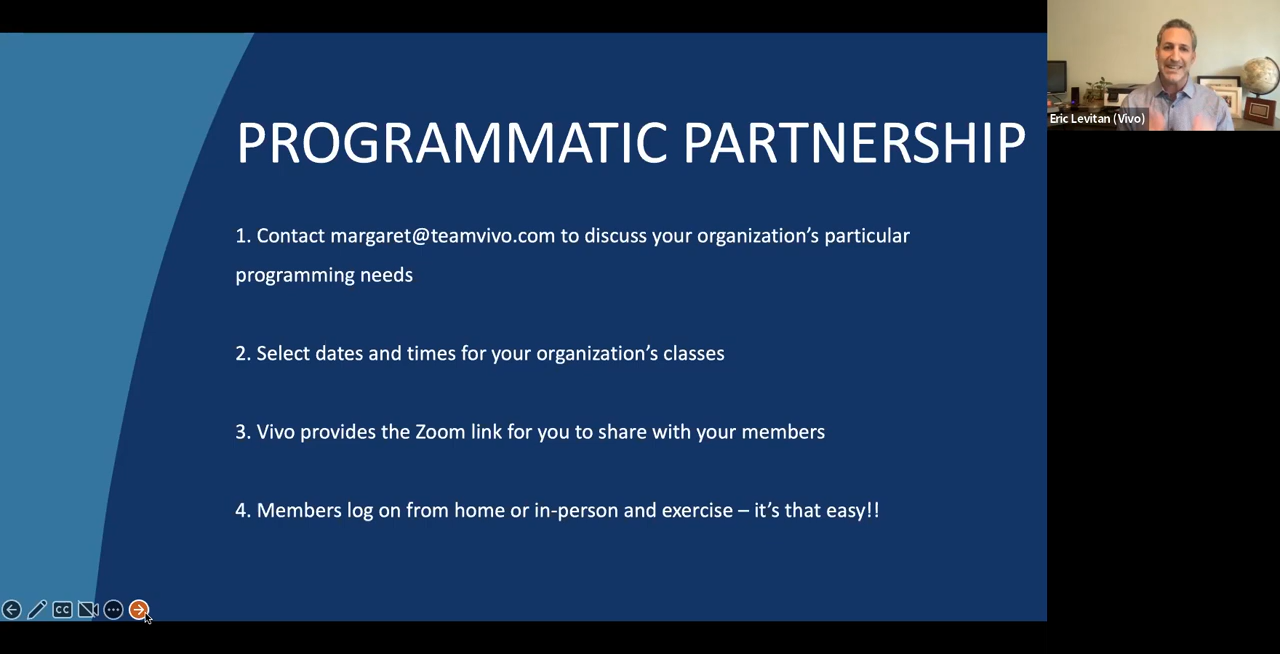 PROGRAMMATIC PARTNERSHIP
1. Contact margaret@teamvivo.com to discuss your organization’s particular
programming needs
2. Select dates and times for your organization’s classes
3. Vivo provides the Zoom link for you to share with your members
4. Members log on from home or in-person and exercise – it’s that easy!!
Eric Levitan (Vivo)
CC